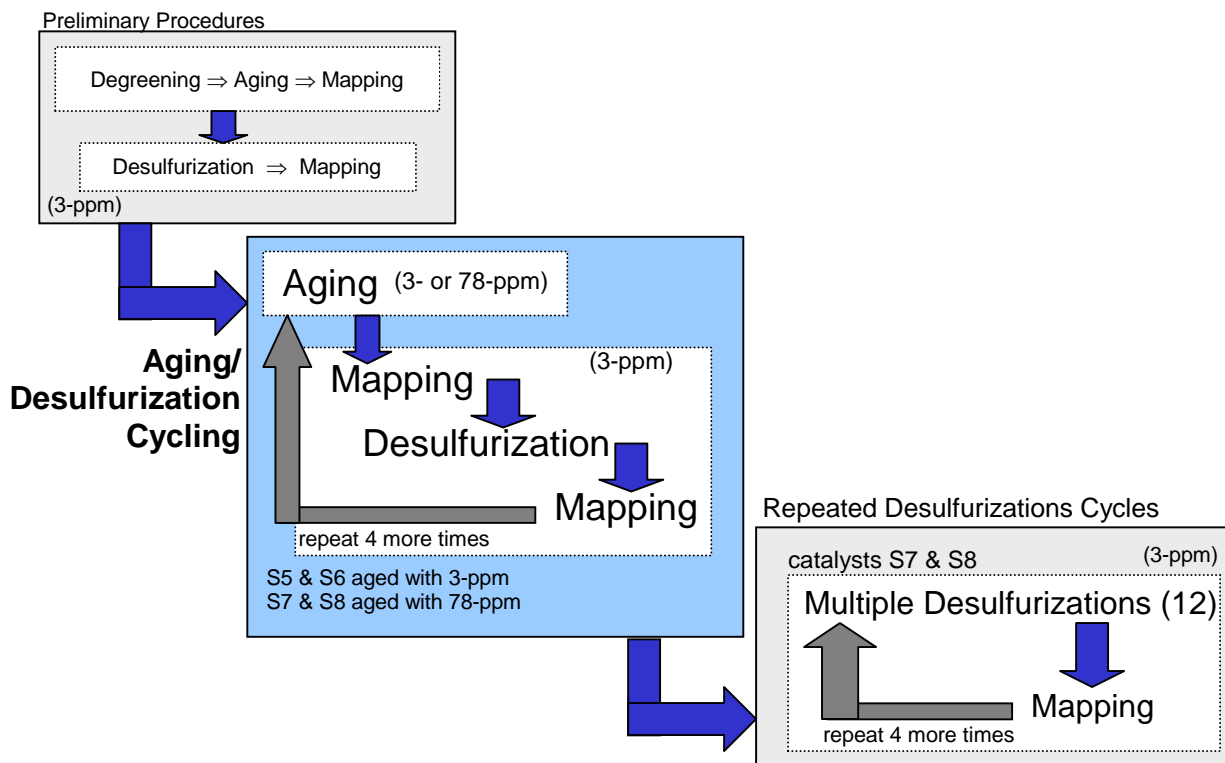 Preliminary Procedures
Degreening ⇒ Aging ⇒ Mapping
Desulfurization ⇒ Mapping
(3-ppm)
Aging (3- or 78-ppm)
(3-ppm)
Mapping
Desulfurization
Mapping
repeat 4 more times
S5 & S6 aged with 3-ppm
S7 & S8 aged with 78-ppm
Aging/
Desulfurization
Cycling
Repeated Desulfurizations Cycles
catalysts S7 & S8 (3-ppm)
Multiple Desulfurizations (12)
Mapping
repeat 4 more times